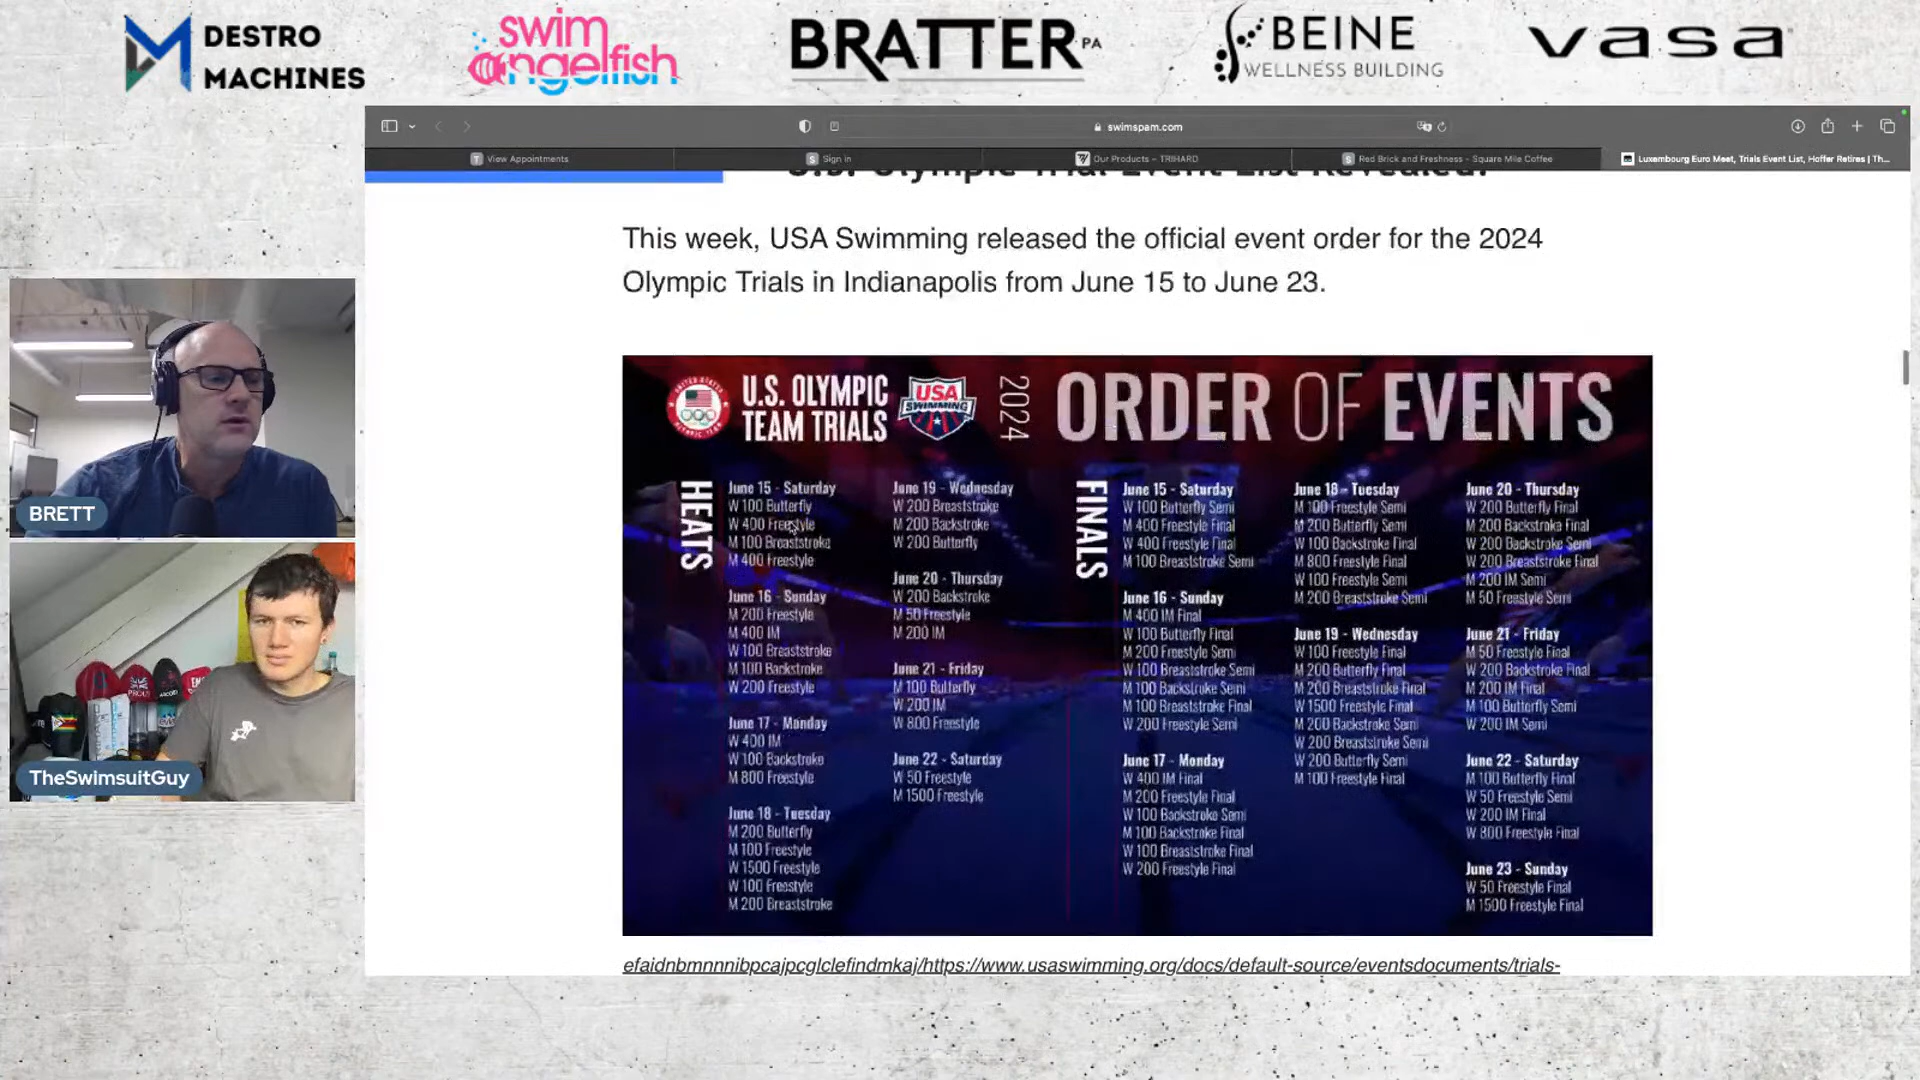 DESTRO
MACHINES
swim
angelfish
BRATTER PA
BEINE
WELLNESS BUILDING
vasa
swimspam.com
View Appointments
Sign in
Our Products – TRIHARD
Red Brick and Freshness - Square Mile Coffee
Luxembourg Euro Meet, Trials Event List, Hoffer Retires | Th...
U.S. Olympic Trial Event List Revealed:
This week, USA Swimming released the official event order for the 2024
Olympic Trials in Indianapolis from June 15 to June 23.
UNITED STATES
U.S. OLYMPIC
TEAM TRIALS
USA
SWIMMING
2024
ORDER OF EVENTS
HEATS
June 15 - Saturday
W 100 Butterfly
W 400 Freestyle
M 100 Breaststroke
M 400 Freestyle
June 16 - Sunday
M 200 Freestyle
M 400 IM
W 100 Breaststroke
M 100 Backstroke
W 200 Freestyle
June 17 - Monday
W 400 IM
W 100 Backstroke
M 800 Freestyle
June 18 - Tuesday
M 200 Butterfly
M 100 Freestyle
W 1500 Freestyle
W 100 Freestyle
M 200 Breaststroke
June 19 - Wednesday
W 200 Breaststroke
M 200 Backstroke
W 200 Butterfly
June 20 - Thursday
W 200 Backstroke
M 50 Freestyle
M 200 IM
June 21 - Friday
M 100 Butterfly
W 200 IM
W 800 Freestyle
June 22 - Saturday
W 50 Freestyle
M 1500 Freestyle
FINALS
June 15 - Saturday
W 100 Butterfly Semi
M 400 Freestyle Final
W 400 Freestyle Final
M 100 Breaststroke Semi
June 16 - Sunday
M 400 IM Final
W 100 Butterfly Final
M 200 Freestyle Semi
W 100 Breaststroke Semi
M 100 Backstroke Semi
M 100 Breaststroke Final
W 200 Freestyle Semi
June 17 - Monday
W 400 IM Final
M 200 Freestyle Final
W 100 Backstroke Semi
M 100 Backstroke Final
W 100 Breaststroke Final
W 200 Freestyle Final
June 18 - Tuesday
M 100 Freestyle Semi
M 200 Butterfly Semi
W 100 Backstroke Final
M 800 Freestyle Final
W 100 Freestyle Semi
M 200 Breaststroke Semi
June 19 - Wednesday
W 100 Freestyle Final
M 200 Butterfly Final
M 200 Breaststroke Final
W 1500 Freestyle Final
M 200 Backstroke Semi
W 200 Breaststroke Semi
W 200 Butterfly Semi
M 100 Freestyle Final
June 20 - Thursday
W 200 Butterfly Final
M 200 Backstroke Final
W 200 Backstroke Semi
W 200 Breaststroke Final
M 200 IM Semi
M 50 Freestyle Semi
June 21 - Friday
M 50 Freestyle Final
W 200 Backstroke Final
M 200 IM Final
M 100 Butterfly Semi
W 200 IM Semi
June 22 - Saturday
M 100 Butterfly Final
W 50 Freestyle Semi
W 200 IM Final
W 800 Freestyle Final
June 23 - Sunday
W 50 Freestyle Final
M 1500 Freestyle Final
efaidnbmnnnibpcajpcglclefindmkaj/https://www.usaswimming.org/docs/default-source/eventsdocuments/trials-
BRETT
TheSwimsuitGuy